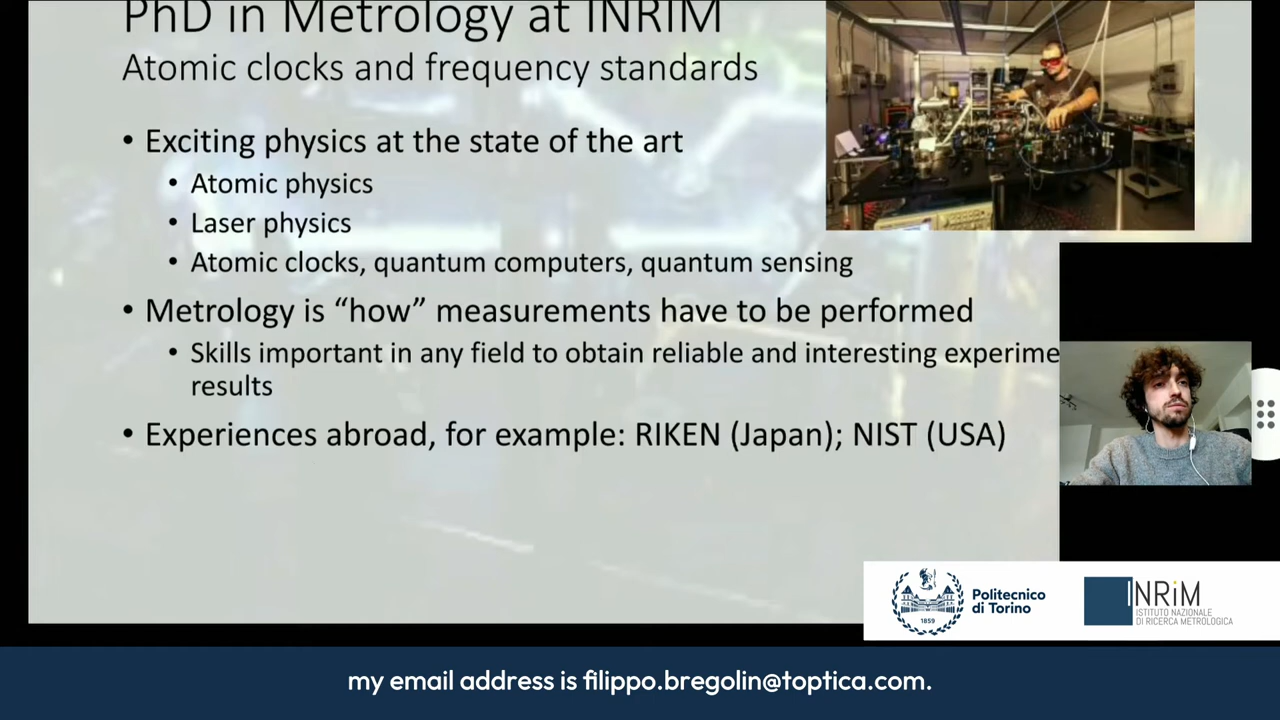 PhD in Metrology at INRIM
Atomic clocks and frequency standards
• Exciting physics at the state of the art
• Atomic physics
• Laser physics
• Atomic clocks, quantum computers, quantum sensing
• Metrology is “how” measurements have to be performed
• Skills important in any field to obtain reliable and interesting experime
results
• Experiences abroad, for example: RIKEN (Japan); NIST (USA)
1859
Politecnico
di Torino
INRiM
ISTITUTO NAZIONALE
DI RICERCA METROLOGICA
my email address is filippo.bregolin@toptica.com.